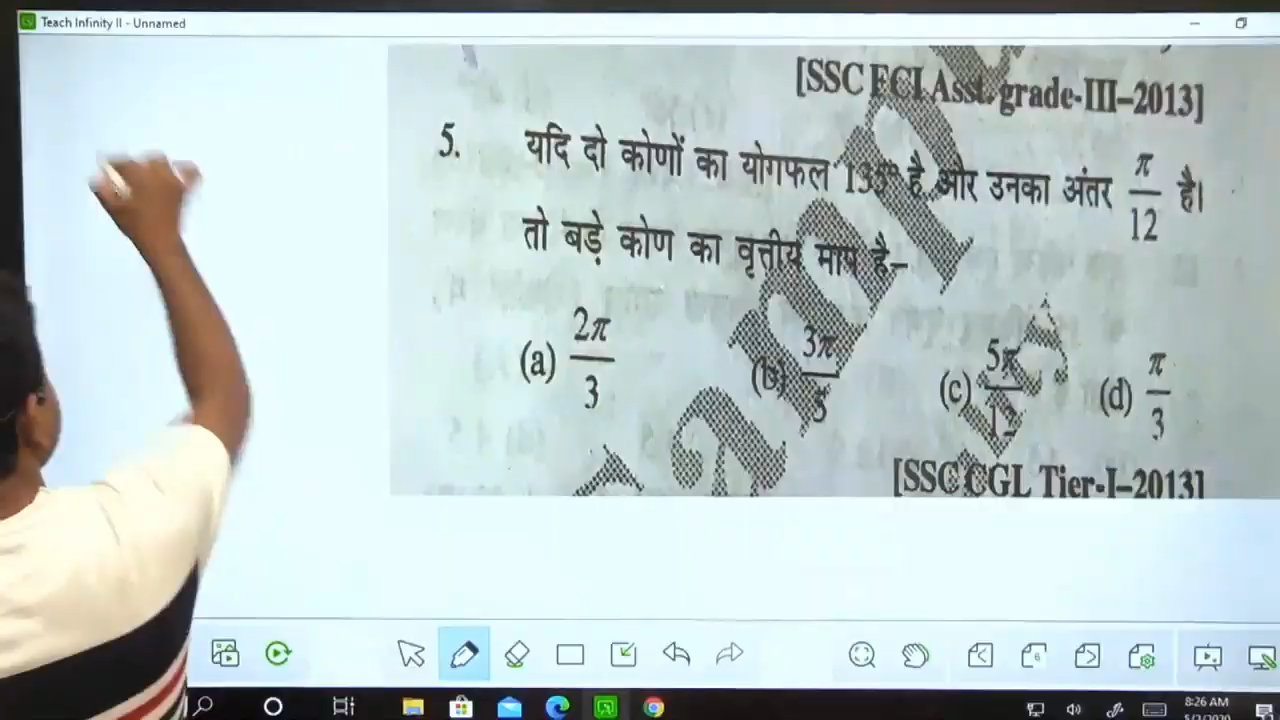 Teach Infinity II - Unnamed
[SSC FCI Asst. grade-III–2013]
5. यदि दो कोणों का योगफल 135° है और उनका अंतर π/12 है।
तो बड़े कोण का वृत्तीय माप है–
(a) 2π/3 (b) 3π/5 (c) 5π/12 (d) π/3
[SSC CGL Tier-I–2013]
8:26 AM